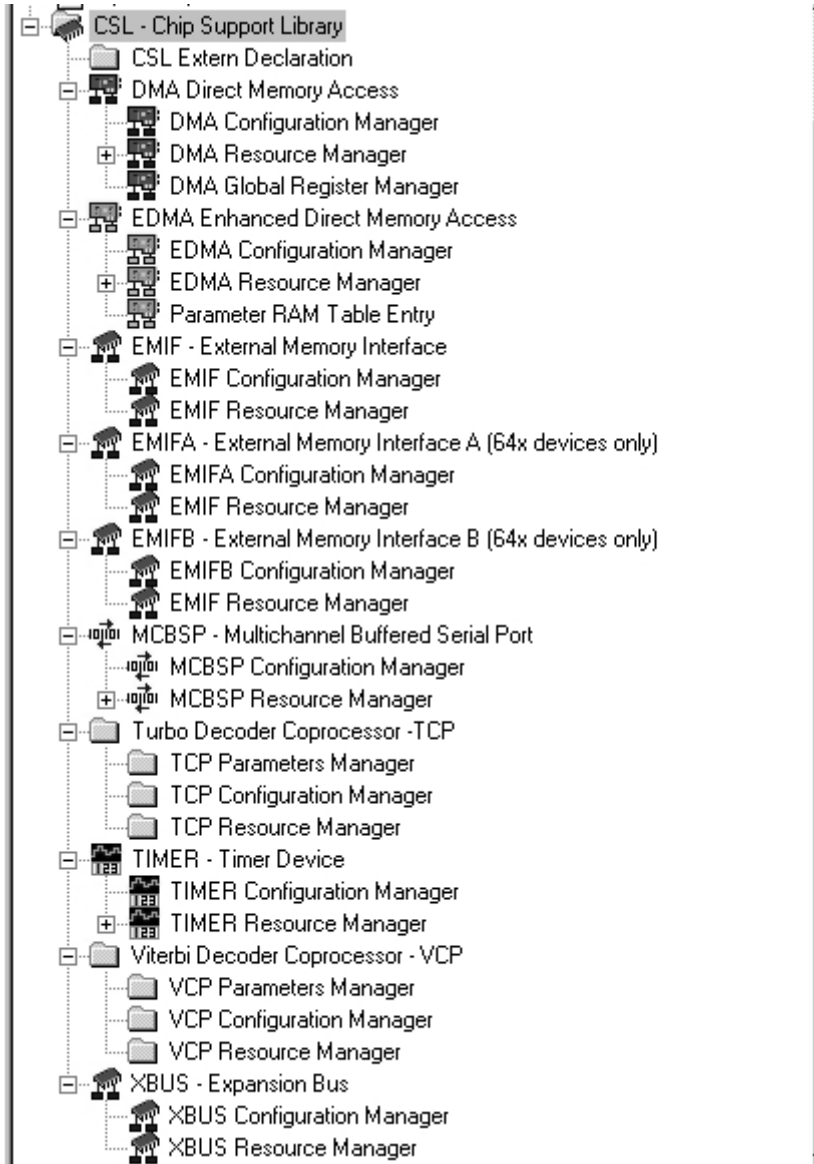 CSL - Chip Support Library
CSL Extern Declaration
DMA Direct Memory Access
DMA Configuration Manager
DMA Resource Manager
DMA Global Register Manager
EDMA Enhanced Direct Memory Access
EDMA Configuration Manager
EDMA Resource Manager
Parameter RAM Table Entry
EMIF - External Memory Interface
EMIF Configuration Manager
EMIF Resource Manager
EMIFA - External Memory Interface A (64x devices only)
EMIFA Configuration Manager
EMIF Resource Manager
EMIFB - External Memory Interface B (64x devices only)
EMIFB Configuration Manager
EMIF Resource Manager
MCBSP - Multichannel Buffered Serial Port
MCBSP Configuration Manager
MCBSP Resource Manager
Turbo Decoder Coprocessor -TCP
TCP Parameters Manager
TCP Configuration Manager
TCP Resource Manager
TIMER - Timer Device
TIMER Configuration Manager
TIMER Resource Manager
Viterbi Decoder Coprocessor - VCP
VCP Parameters Manager
VCP Configuration Manager
VCP Resource Manager
XBUS - Expansion Bus
XBUS Configuration Manager
XBUS Resource Manager